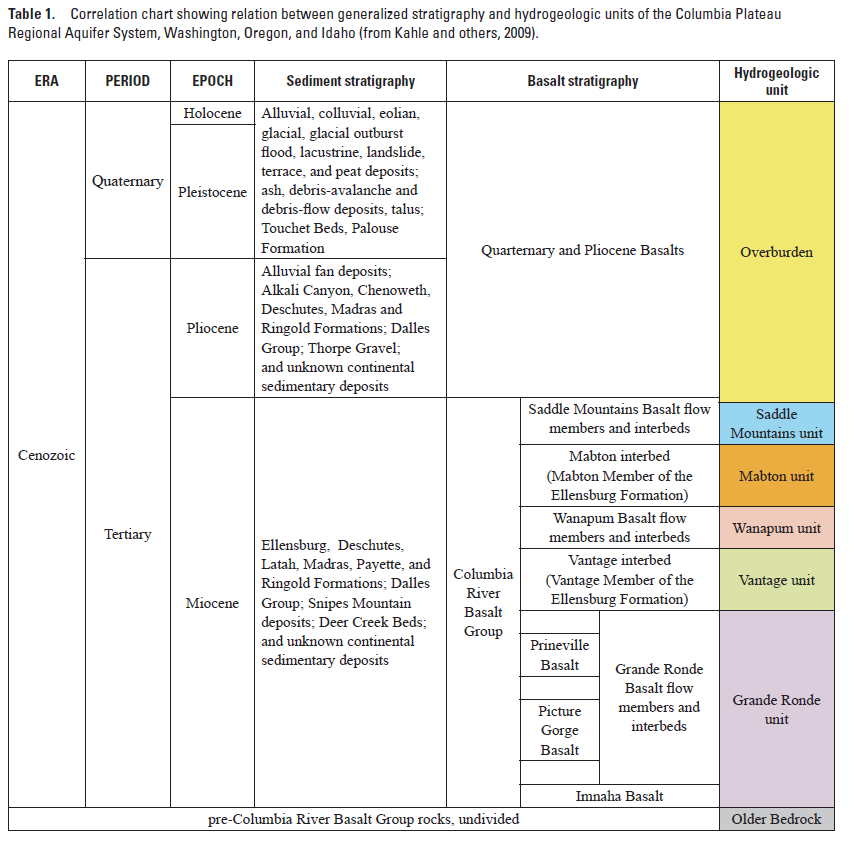 Table 1. Correlation chart showing relation between generalized stratigraphy and hydrogeologic units of the Columbia Plateau
Regional Aquifer System, Washington, Oregon, and Idaho (from Kahle and others, 2009).
ERA
PERIOD
EPOCH
Sediment stratigraphy
Basalt stratigraphy
Hydrogeologic
unit
Cenozoic
Quaternary
Holocene
Pleistocene
Alluvial, colluvial, eolian,
glacial, glacial outburst
flood, lacustrine, landslide,
terrace, and peat deposits;
ash, debris-avalanche and
debris-flow deposits, talus;
Touchet Beds, Palouse
Formation
Quarternary and Pliocene Basalts
Overburden
Tertiary
Pliocene
Alluvial fan deposits;
Alkali Canyon, Chenoweth,
Deschutes, Madras and
Ringold Formations; Dalles
Group; Thorpe Gravel;
and unknown continental
sedimentary deposits
Miocene
Ellensburg, Deschutes,
Latah, Madras, Payette, and
Ringold Formations; Dalles
Group; Snipes Mountain
deposits; Deer Creek Beds;
and unknown continental
sedimentary deposits
Columbia
River
Basalt
Group
Saddle Mountains Basalt flow
members and interbeds
Saddle
Mountains unit
Mabton interbed
(Mabton Member of the
Ellensburg Formation)
Mabton unit
Wanapum Basalt flow
members and interbeds
Wanapum unit
Vantage interbed
(Vantage Member of the
Ellensburg Formation)
Vantage unit
Prineville
Basalt
Picture
Gorge
Basalt
Grande Ronde
Basalt flow
members and
interbeds
Grande Ronde
unit
Imnaha Basalt
pre-Columbia River Basalt Group rocks, undivided
Older Bedrock